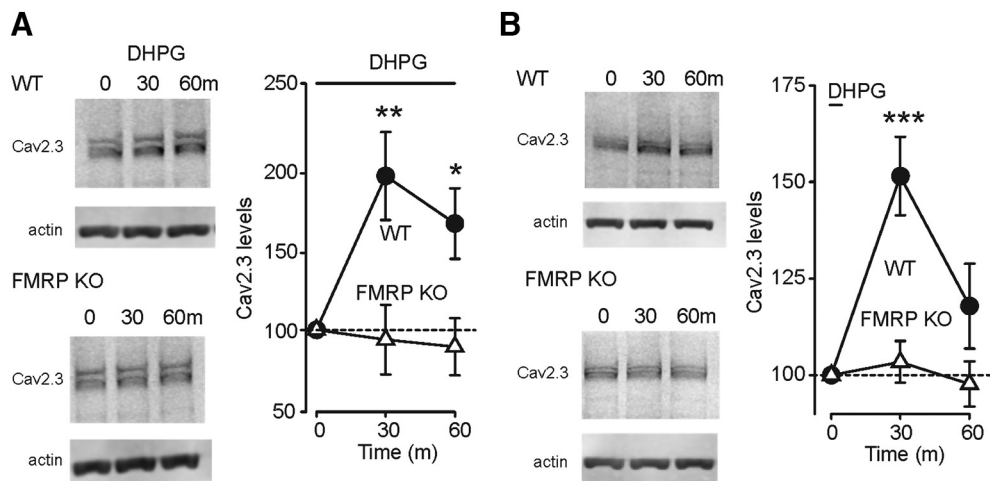 A
DHPG
WT
0 30 60m
Cav2.3
actin
FMRP KO
0 30 60m
Cav2.3
actin
DHPG
250
200
150
100
50
Cav2.3 levels
**
*
WT
FMRP KO
0 30 60
Time (m)
B
WT
0 30 60m
Cav2.3
actin
FMRP KO
0 30 60m
Cav2.3
actin
175
150
125
100
Cav2.3 levels
DHPG
***
WT
FMRP KO
0 30 60
Time (m)